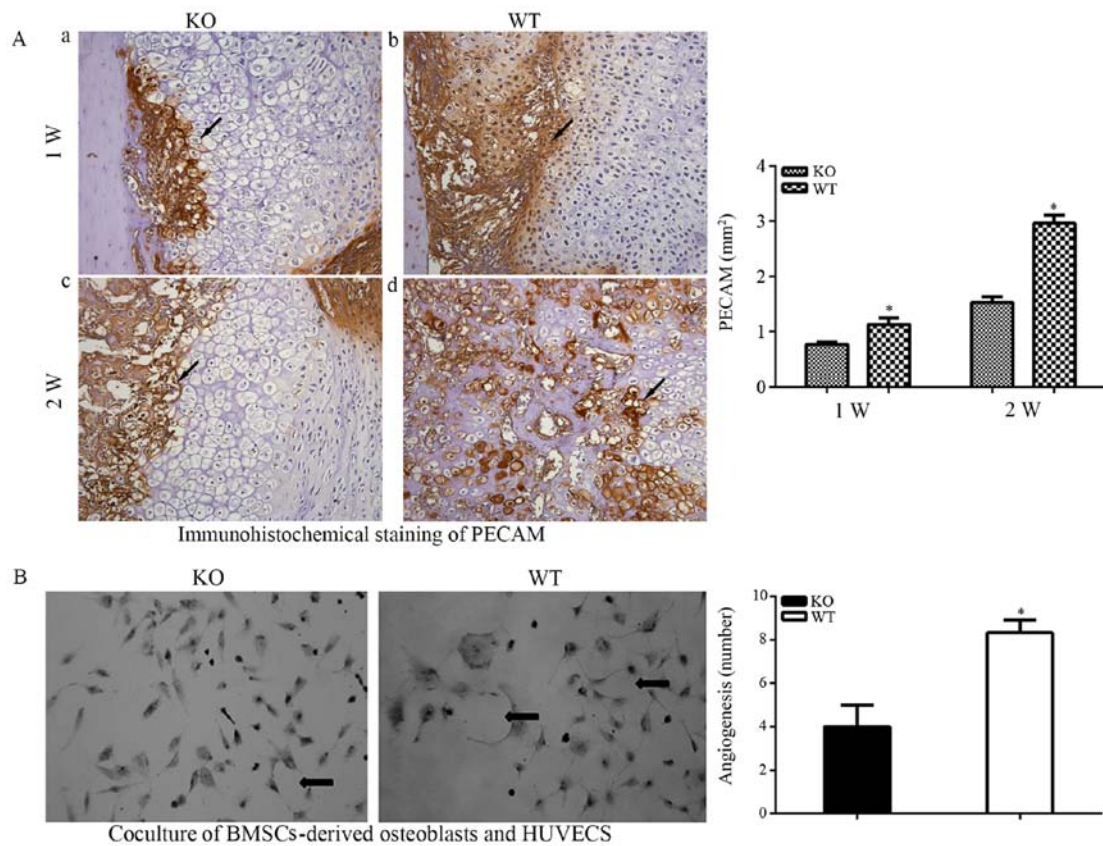 KO
WT
A
a
b
1 W
c
d
2 W
Immunohistochemical staining of PECAM
PECAM (mm²)
4
3
2
1
0
KO
WT
*
*
1 W
2 W
B
KO
WT
Coculture of BMSCs-derived osteoblasts and HUVECS
Angiogenesis (number)
10
8
6
4
2
0
KO
WT
*